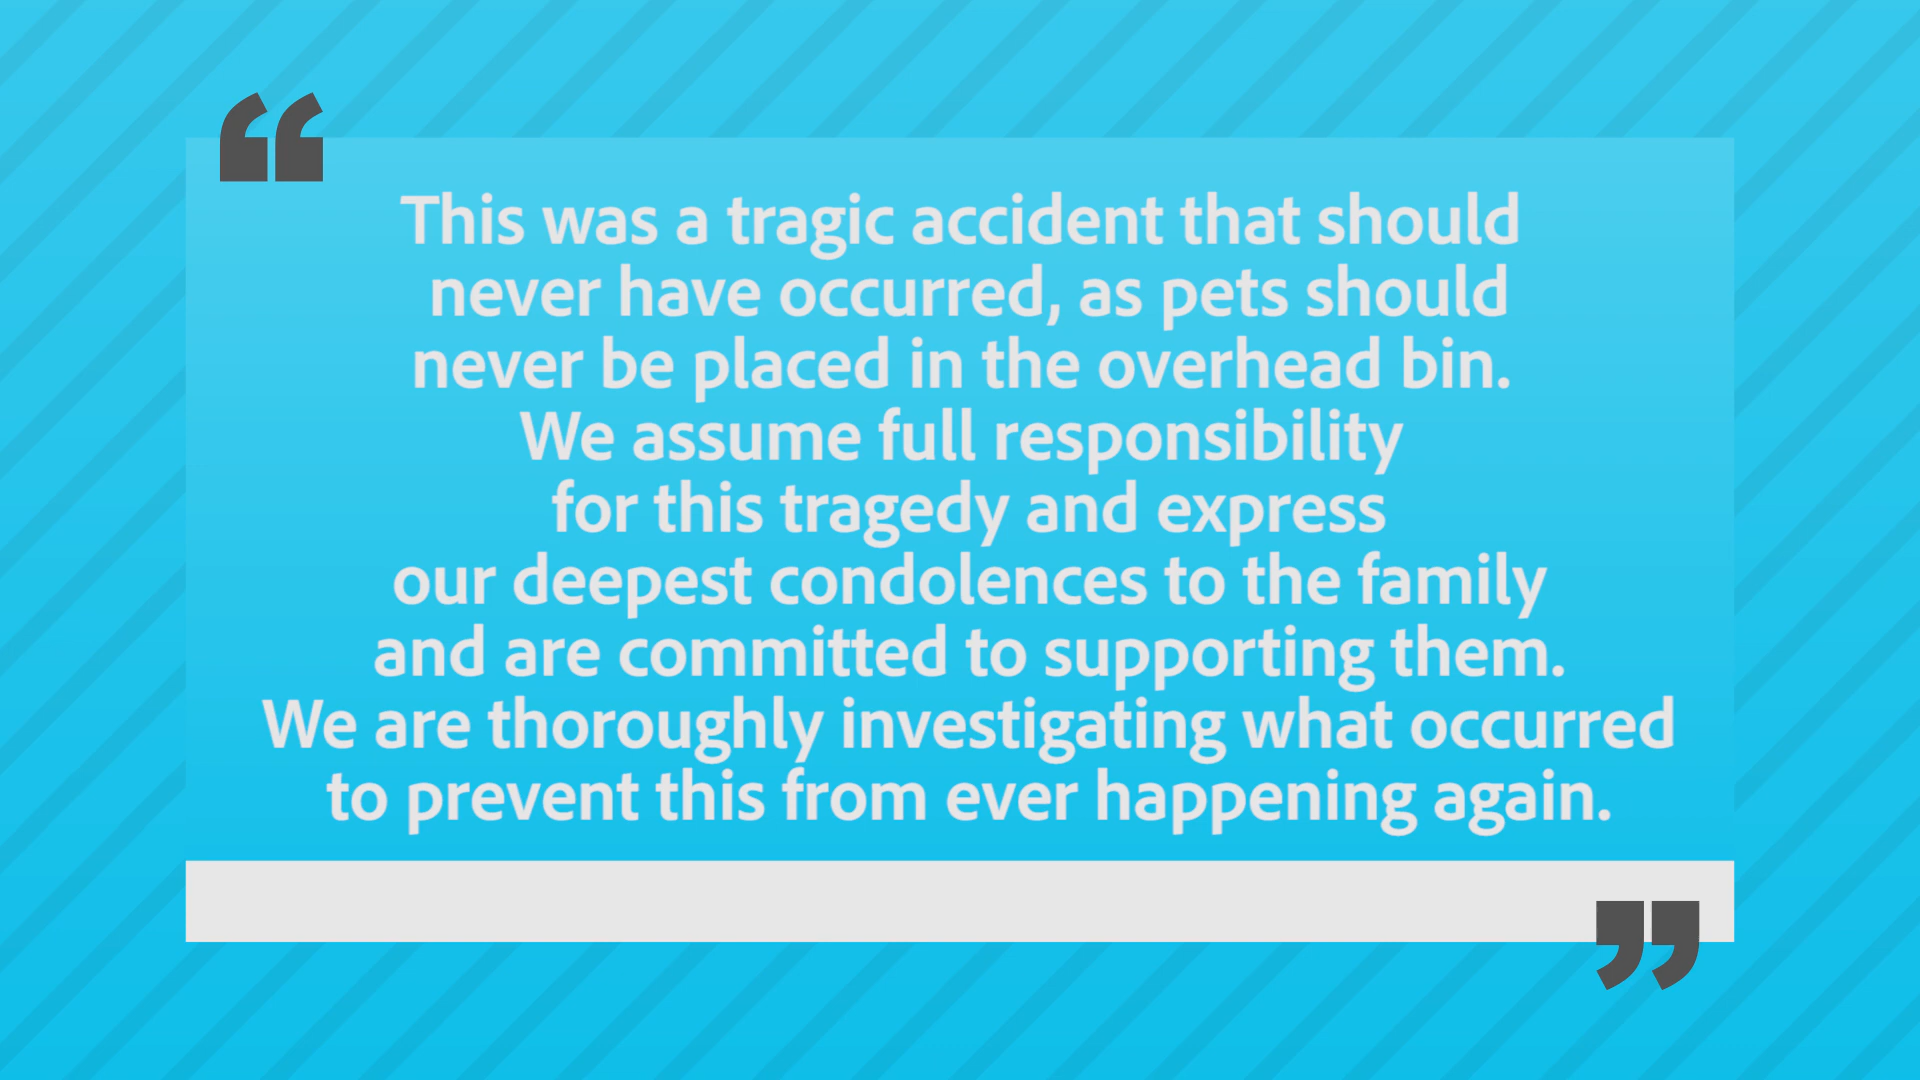 “
This was a tragic accident that should
never have occurred, as pets should
never be placed in the overhead bin.
We assume full responsibility
for this tragedy and express
our deepest condolences to the family
and are committed to supporting them.
We are thoroughly investigating what occurred
to prevent this from ever happening again.
”